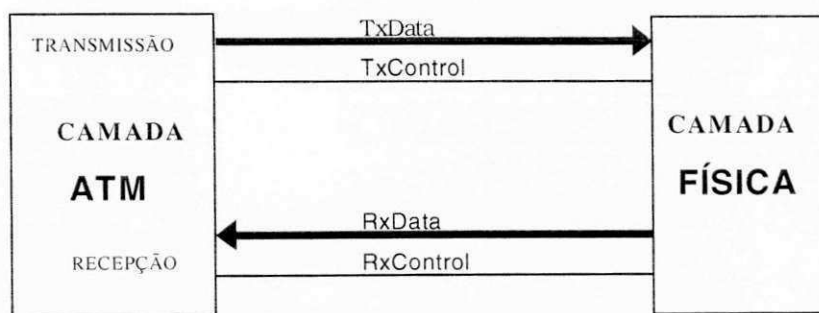 TRANSMISSÃO
CAMADA
ATM
RECEPÇÃO
TxData
TxControl
RxData
RxControl
CAMADA
FÍSICA